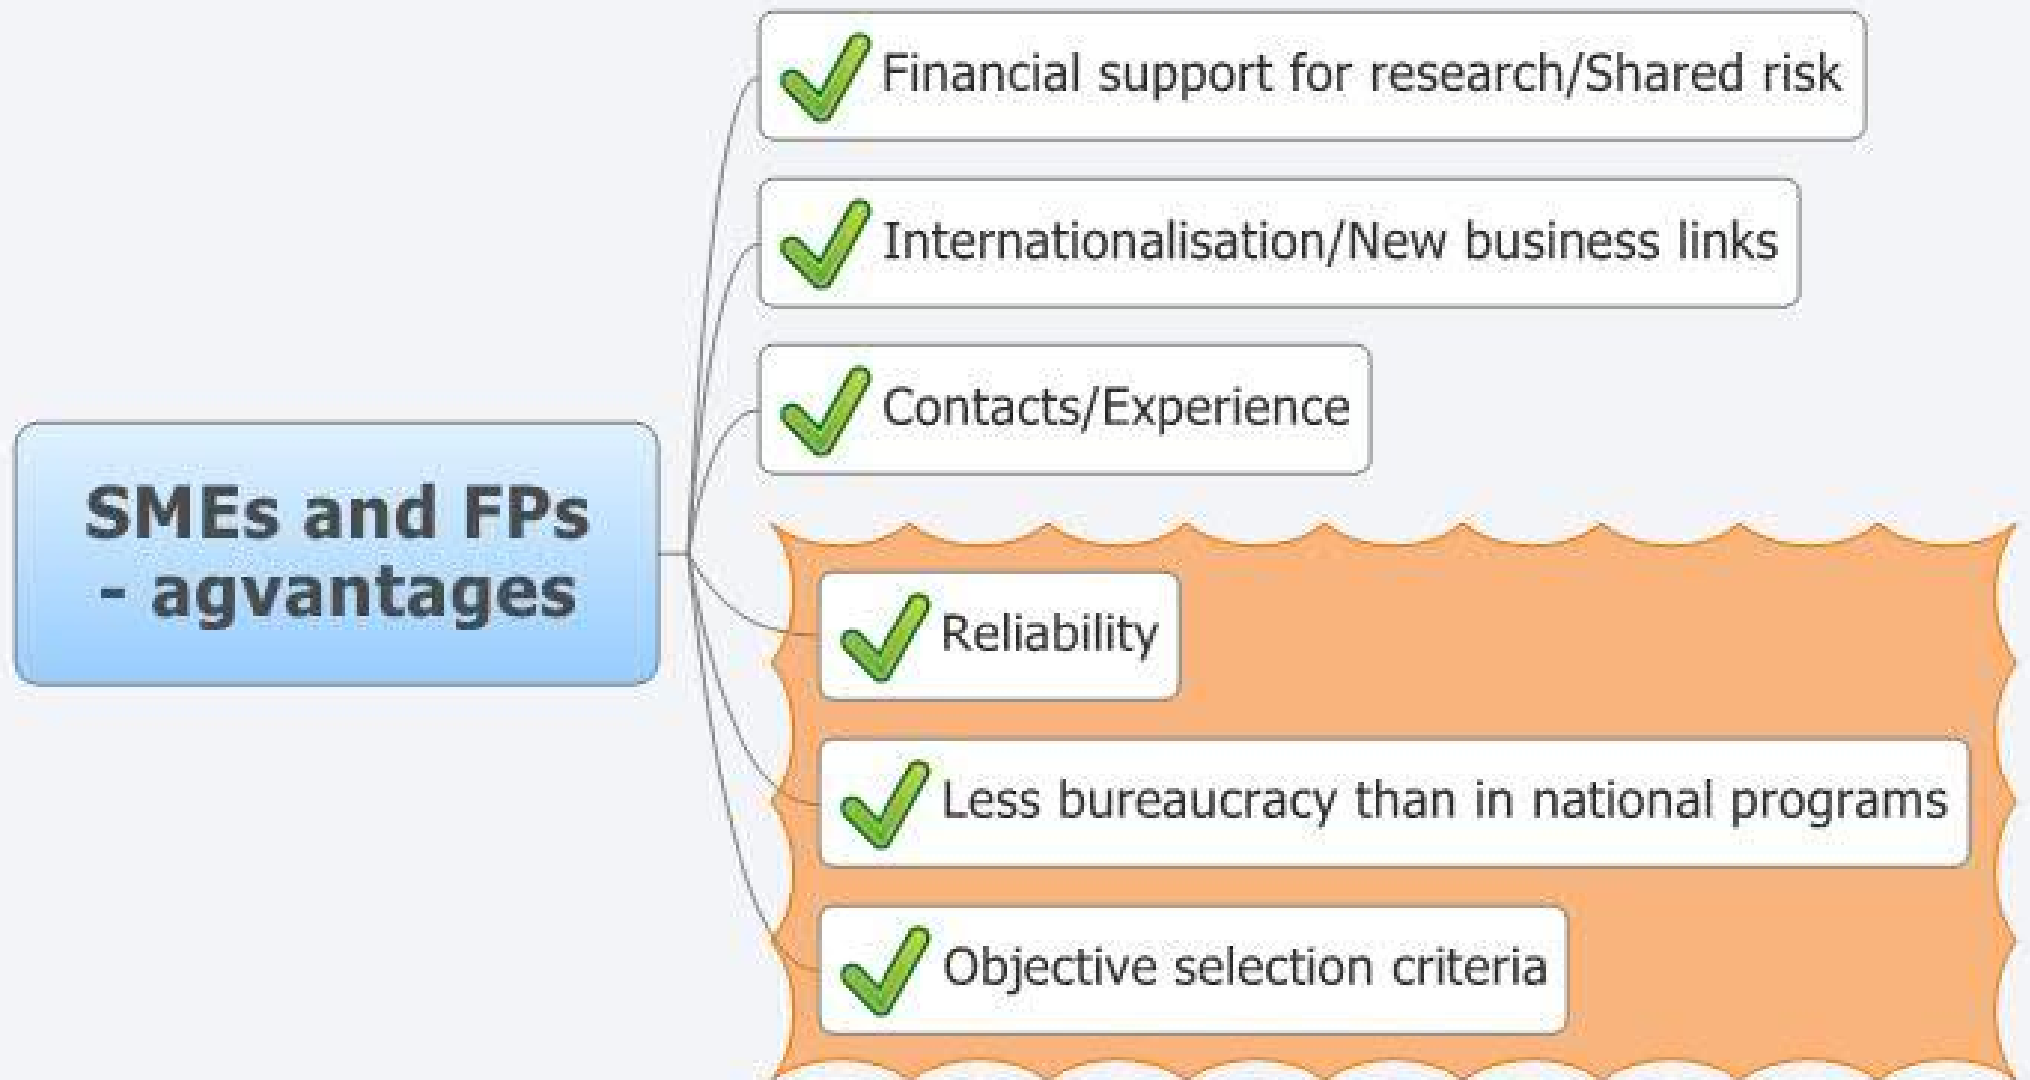 Financial support for research/Shared risk
Internationalisation/New business links
Contacts/Experience
SMEs and FPs
- agvantages
Reliability
Less bureaucracy than in national programs
Objective selection criteria